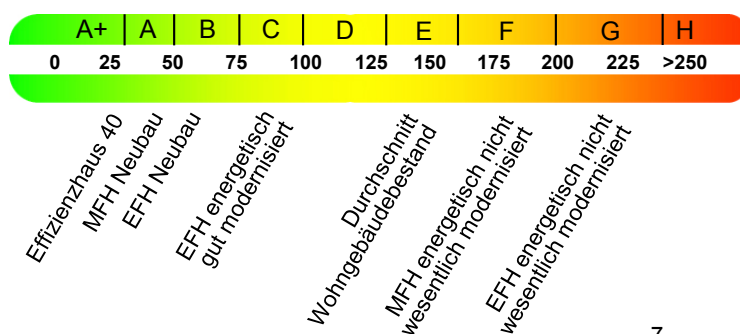 A+ A B C D E F G H
0 25 50 75 100 125 150 175 200 225 >250
Effizienzhaus 40
MFH Neubau
EFH Neubau
EFH energetisch
gut modernisiert
Durchschnitt
Wohngebäudebestand
MFH energetisch nicht
wesentlich modernisiert
EFH energetisch nicht
wesentlich modernisiert
7